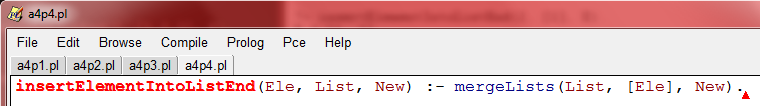 a4p4.pl
File Edit Browse Compile Prolog Pce Help
a4p1.pl a4p2.pl a4p3.pl a4p4.pl
insertElementIntoListEnd(Ele, List, New) :- mergeLists(List, [Ele], New).